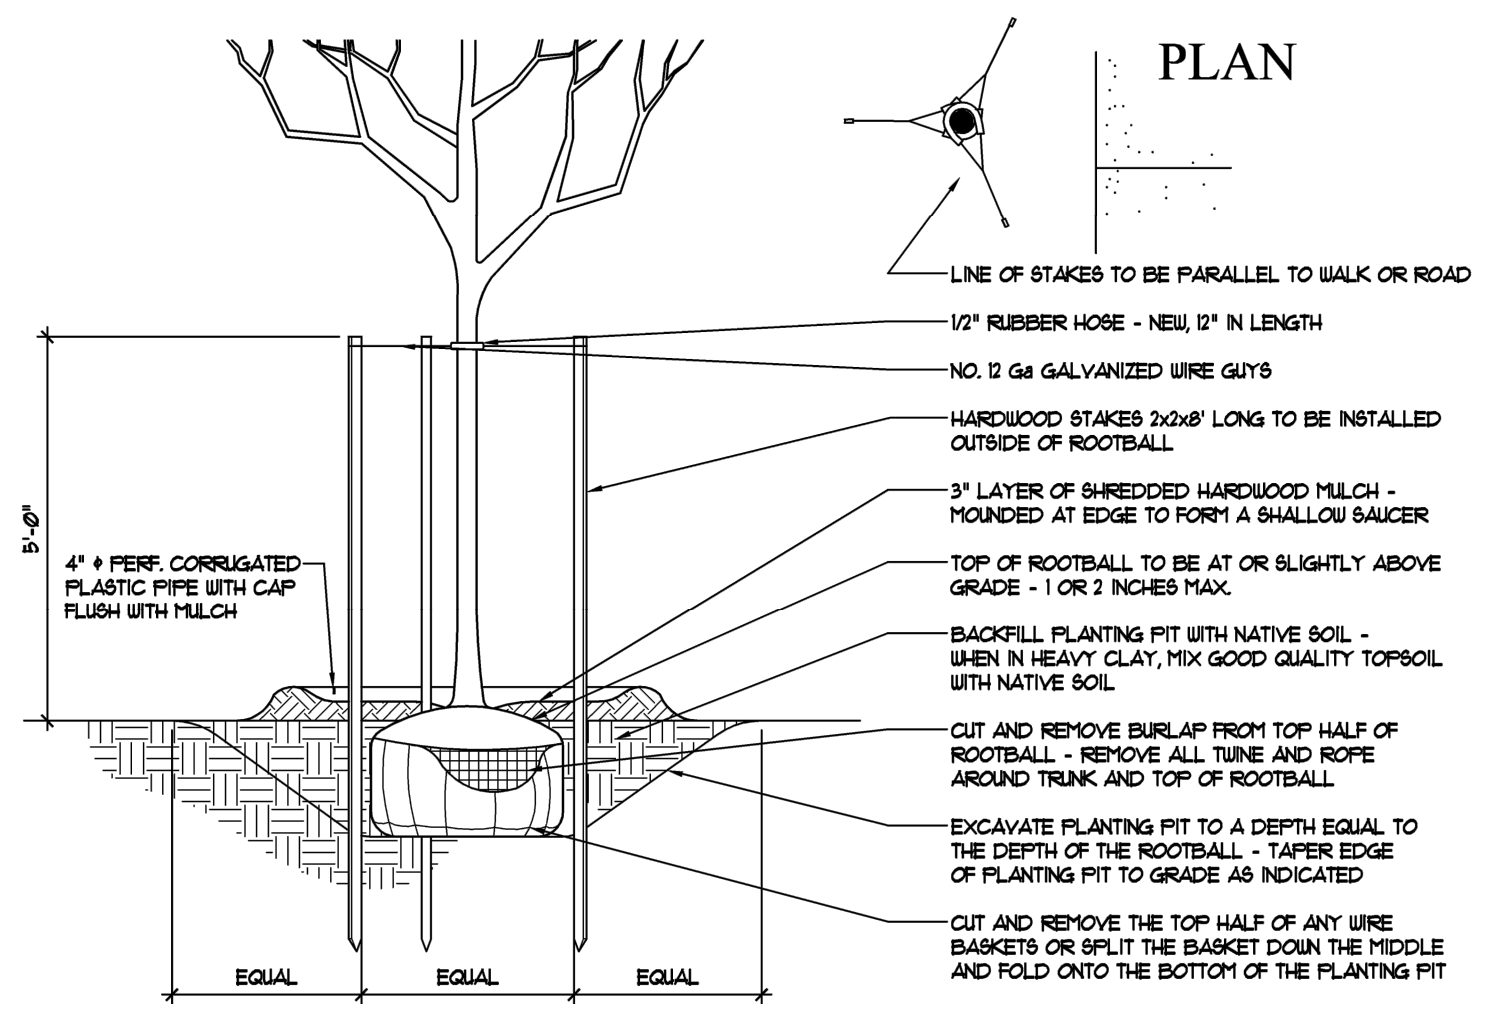 PLAN
LINE OF STAKES TO BE PARALLEL TO WALK OR ROAD
1/2" RUBBER HOSE - NEW, 12" IN LENGTH
NO. 12 Ga GALVANIZED WIRE GUYS
HARDWOOD STAKES 2x2x8' LONG TO BE INSTALLED
OUTSIDE OF ROOTBALL
3" LAYER OF SHREDDED HARDWOOD MULCH -
MOUNDED AT EDGE TO FORM A SHALLOW SAUCER
TOP OF ROOTBALL TO BE AT OR SLIGHTLY ABOVE
GRADE - 1 OR 2 INCHES MAX.
BACKFILL PLANTING PIT WITH NATIVE SOIL -
WHEN IN HEAVY CLAY, MIX GOOD QUALITY TOPSOIL
WITH NATIVE SOIL
CUT AND REMOVE BURLAP FROM TOP HALF OF
ROOTBALL - REMOVE ALL TWINE AND ROPE
AROUND TRUNK AND TOP OF ROOTBALL
EXCAVATE PLANTING PIT TO A DEPTH EQUAL TO
THE DEPTH OF THE ROOTBALL - TAPER EDGE
OF PLANTING PIT TO GRADE AS INDICATED
CUT AND REMOVE THE TOP HALF OF ANY WIRE
BASKETS OR SPLIT THE BASKET DOWN THE MIDDLE
AND FOLD ONTO THE BOTTOM OF THE PLANTING PIT
5'-0"
4" ϕ PERF. CORRUGATED
PLASTIC PIPE WITH CAP
FLUSH WITH MULCH
EQUAL EQUAL EQUAL